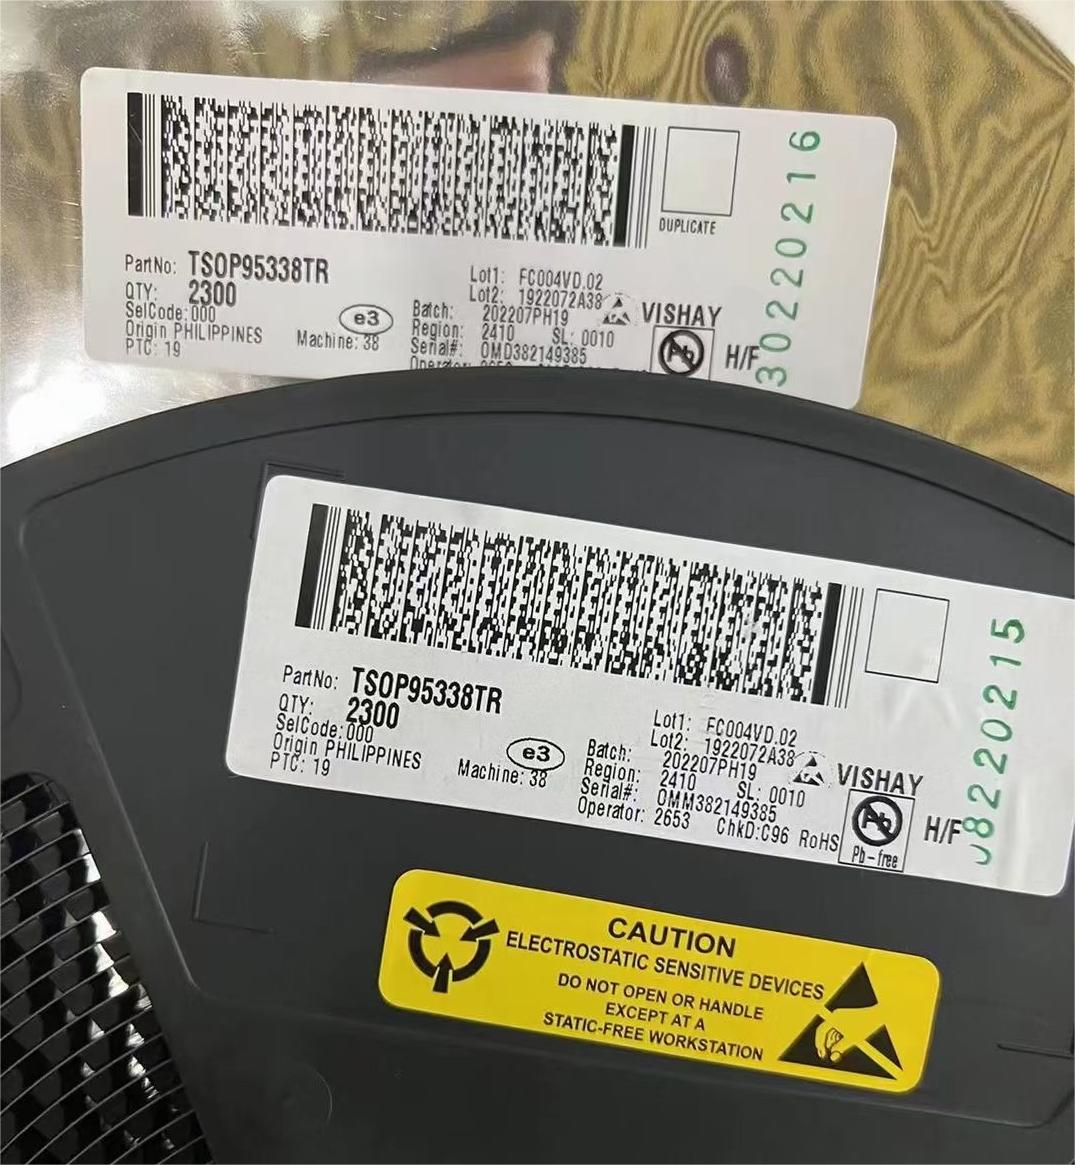 DUPLICATE
30220216
PartNo: TSOP95338TR
QTY: 2300
SelCode:000
Origin PHILIPPINES
PTC: 19
Machine: 38
e3
Lot1: FC004VD.02
Lot2: 1922072A38
Batch: 202207PH19
Region: 2410 SL: 0010
Serial#: OMD382149385
VISHAY
Pb
H/F
PartNo: TSOP95338TR
QTY: 2300
SelCode:000
Origin PHILIPPINES
PTC: 19
Machine: 38
e3
Lot1: FC004VD.02
Lot2: 1922072A38
Batch: 202207PH19
Region: 2410 SL: 0010
Serial#: OMM382149385
Operator: 2653 ChkD:C96 RoHS
VISHAY
Pb
Pb-free
H/F
J8220215
CAUTION
ELECTROSTATIC SENSITIVE DEVICES
DO NOT OPEN OR HANDLE
EXCEPT AT A
STATIC-FREE WORKSTATION